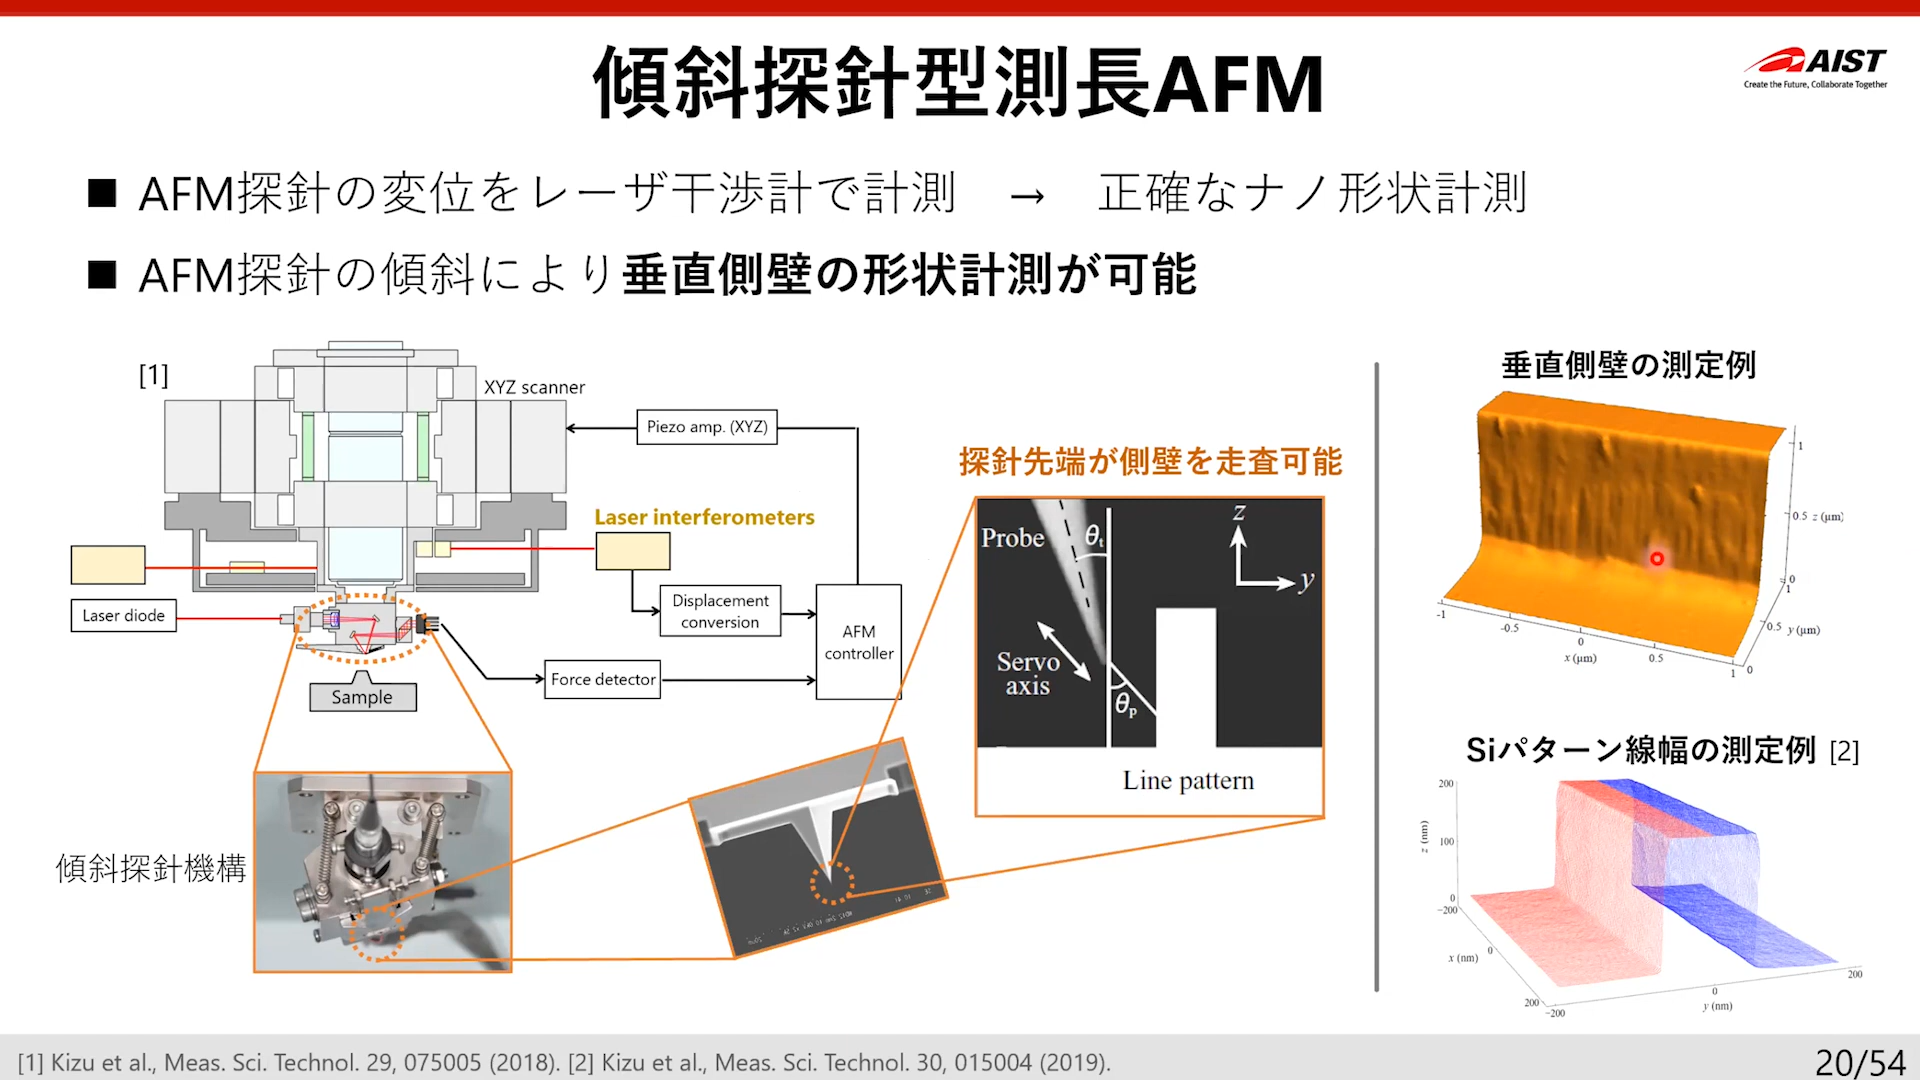 傾斜探針型測長AFM
AIST
Create the Future, Collaborate Together
■ AFM探針の変位をレーザ干渉計で計測 → 正確なナノ形状計測
■ AFM探針の傾斜により垂直側壁の形状計測が可能
[1]
XYZ scanner
Piezo amp. (XYZ)
Laser interferometers
Displacement
conversion
Laser diode
AFM
controller
Force detector
Sample
傾斜探針機構
探針先端が側壁を走査可能
Probe
θt
z
y
Servo
axis
θp
Line pattern
垂直側壁の測定例
1
0.5 z (μm)
0
-1
-0.5
0
0.5
1
x (μm)
1
0.5 y (μm)
0
Siパターン線幅の測定例 [2]
200
100
0
z (nm)
−200
0
200
x (nm)
−200
0
200
y (nm)
[1] Kizu et al., Meas. Sci. Technol. 29, 075005 (2018). [2] Kizu et al., Meas. Sci. Technol. 30, 015004 (2019).
20/54